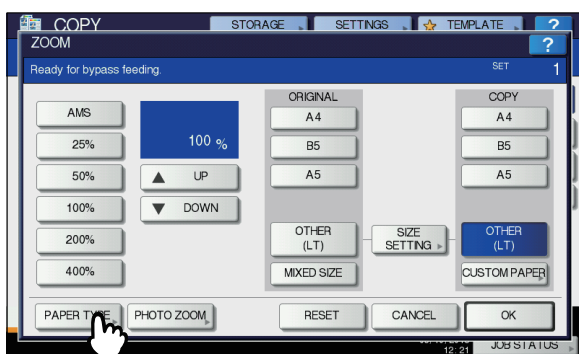 COPY STORAGE SETTINGS TEMPLATE ?
ZOOM ?
Ready for bypass feeding. SET 1
ORIGINAL COPY
AMS A4 A4
25% 100 % B5 B5
50% UP A5 A5
100% DOWN
200% OTHER (LT) SIZE SETTING OTHER (LT)
400% MIXED SIZE CUSTOM PAPER
PAPER PHOTO ZOOM RESET CANCEL OK
12:21 JOB STATUS